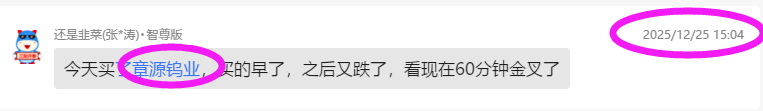 还是韭菜(张*涛)•智尊版
2025/12/25 15:04
今天买了章源钨业，买的早了，之后又跌了，看现在60分钟金叉了